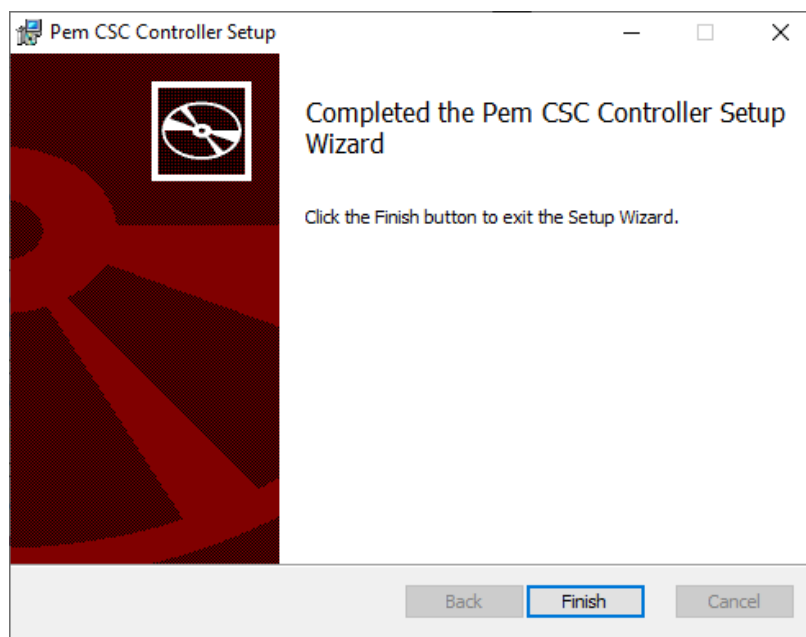 Pem CSC Controller Setup
Completed the Pem CSC Controller Setup
Wizard
Click the Finish button to exit the Setup Wizard.
Back
Finish
Cancel